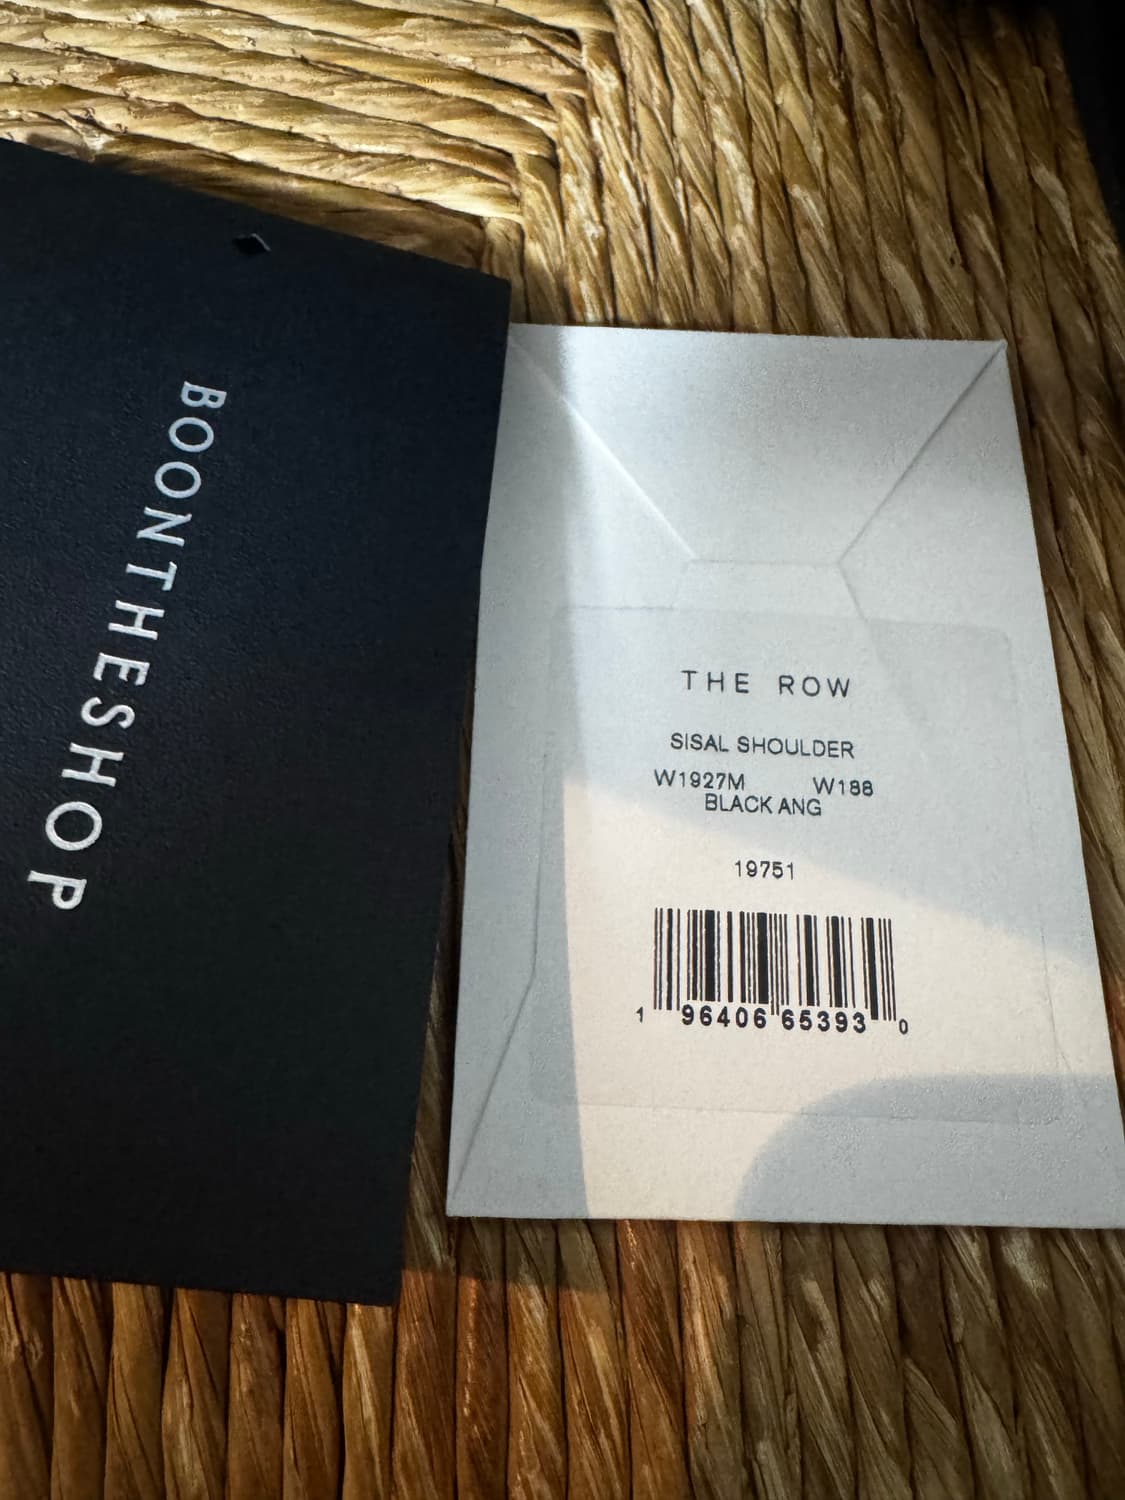 BOONTHESHOP
THE ROW
SISAL SHOULDER
W1927M W188
BLACK ANG
19751
1 96406 65393 0